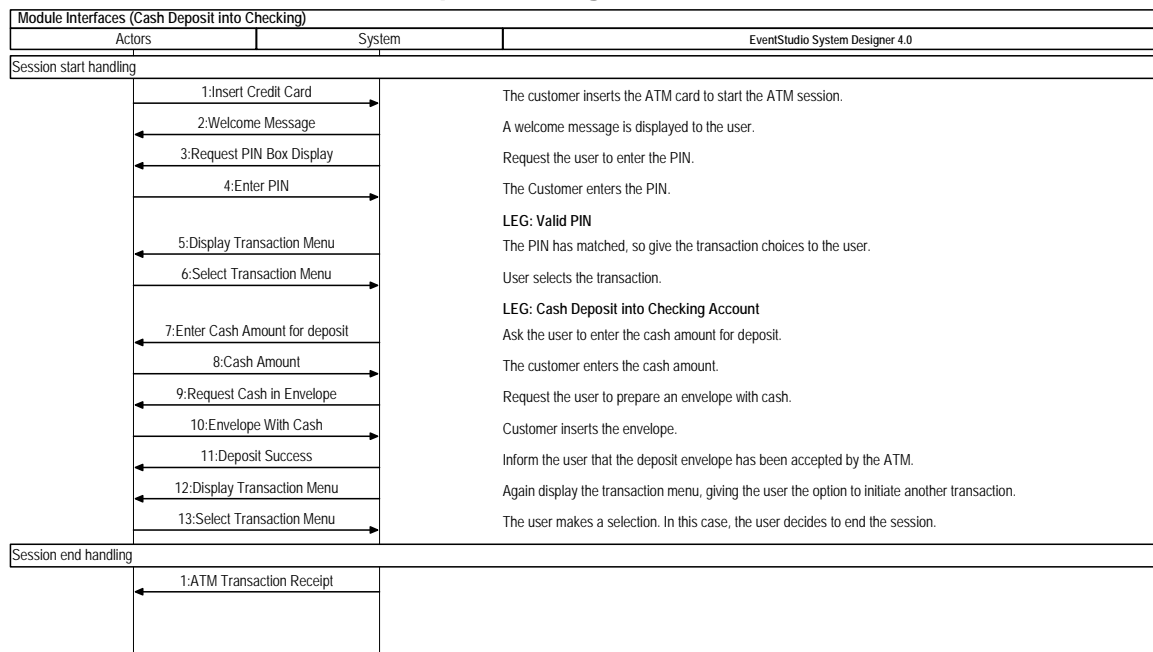 Module Interfaces (Cash Deposit into Checking)
Actors System EventStudio System Designer 4.0
Session start handling
1:Insert Credit Card The customer inserts the ATM card to start the ATM session.
2:Welcome Message A welcome message is displayed to the user.
3:Request PIN Box Display Request the user to enter the PIN.
4:Enter PIN The Customer enters the PIN.
LEG: Valid PIN
5:Display Transaction Menu The PIN has matched, so give the transaction choices to the user.
6:Select Transaction Menu User selects the transaction.
LEG: Cash Deposit into Checking Account
7:Enter Cash Amount for deposit Ask the user to enter the cash amount for deposit.
8:Cash Amount The customer enters the cash amount.
9:Request Cash in Envelope Request the user to prepare an envelope with cash.
10:Envelope With Cash Customer inserts the envelope.
11:Deposit Success Inform the user that the deposit envelope has been accepted by the ATM.
12:Display Transaction Menu Again display the transaction menu, giving the user the option to initiate another transaction.
13:Select Transaction Menu The user makes a selection. In this case, the user decides to end the session.
Session end handling
1:ATM Transaction Receipt